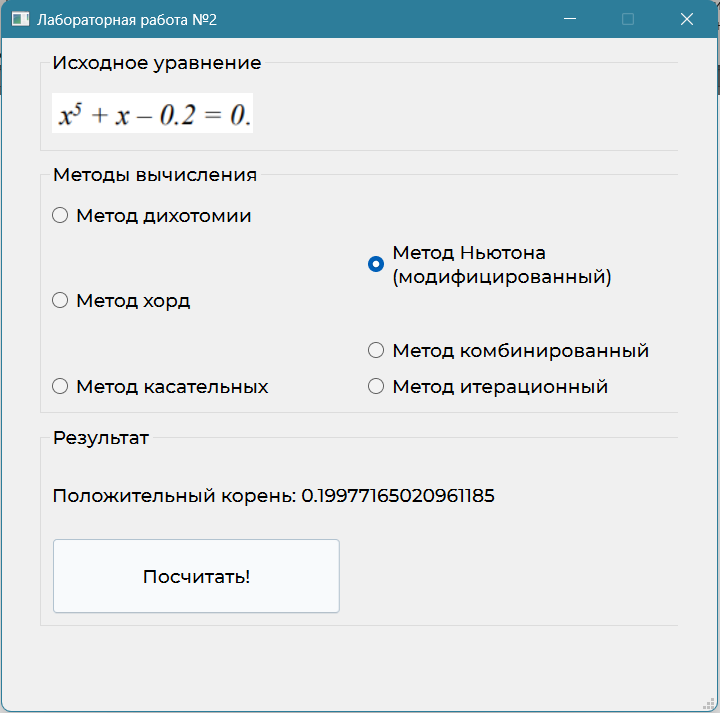 Лабораторная работа №2
Исходное уравнение
x⁵ + x – 0.2 = 0.
Методы вычисления
Метод дихотомии
Метод Ньютона
(модифицированный)
Метод хорд
Метод комбинированный
Метод касательных
Метод итерационный
Результат
Положительный корень: 0.19977165020961185
Посчитать!